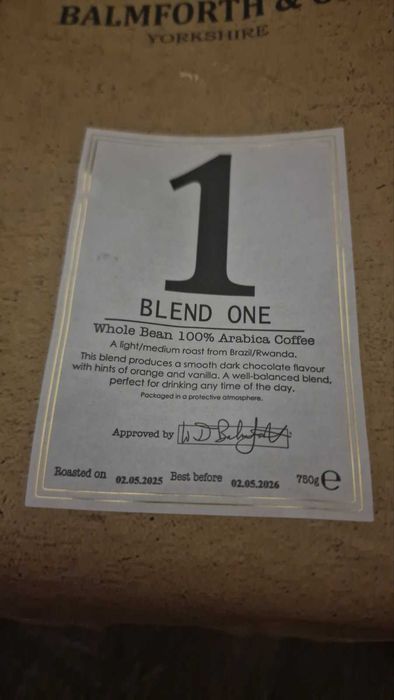 BALMFORTH &
YORKSHIRE
1
BLEND ONE
Whole Bean 100% Arabica Coffee
A light/medium roast from Brazil/Rwanda.
This blend produces a smooth dark chocolate flavour
with hints of orange and vanilla. A well-balanced blend,
perfect for drinking any time of the day.
Packaged in a protective atmosphere.
Approved by W D Balmforth
Roasted on 02.05.2025 Best before 02.05.2026 750g ℮